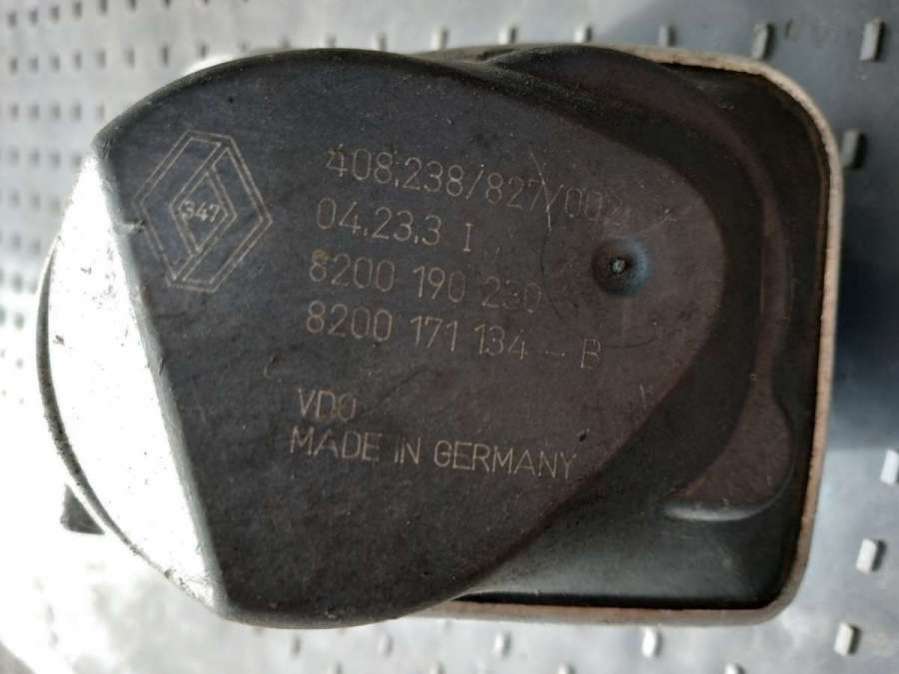 347
408.238/827/002
04.23.3 I
8200 190 230
8200 171 134 - B
VDO
MADE IN GERMANY